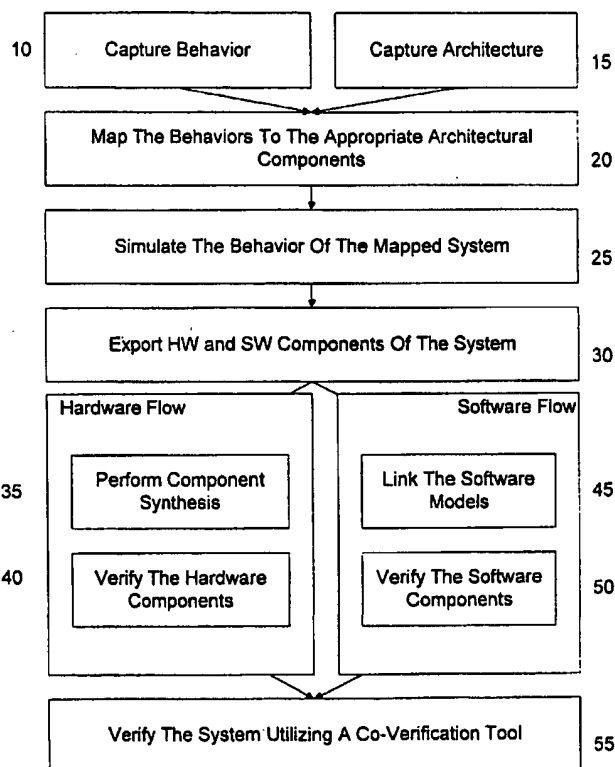 10
Capture Behavior
Capture Architecture
15
Map The Behaviors To The Appropriate Architectural
Components
20
Simulate The Behavior Of The Mapped System
25
Export HW and SW Components Of The System
30
Hardware Flow
Software Flow
35
Perform Component
Synthesis
Link The Software
Models
45
40
Verify The Hardware
Components
Verify The Software
Components
50
Verify The System Utilizing A Co-Verification Tool
55